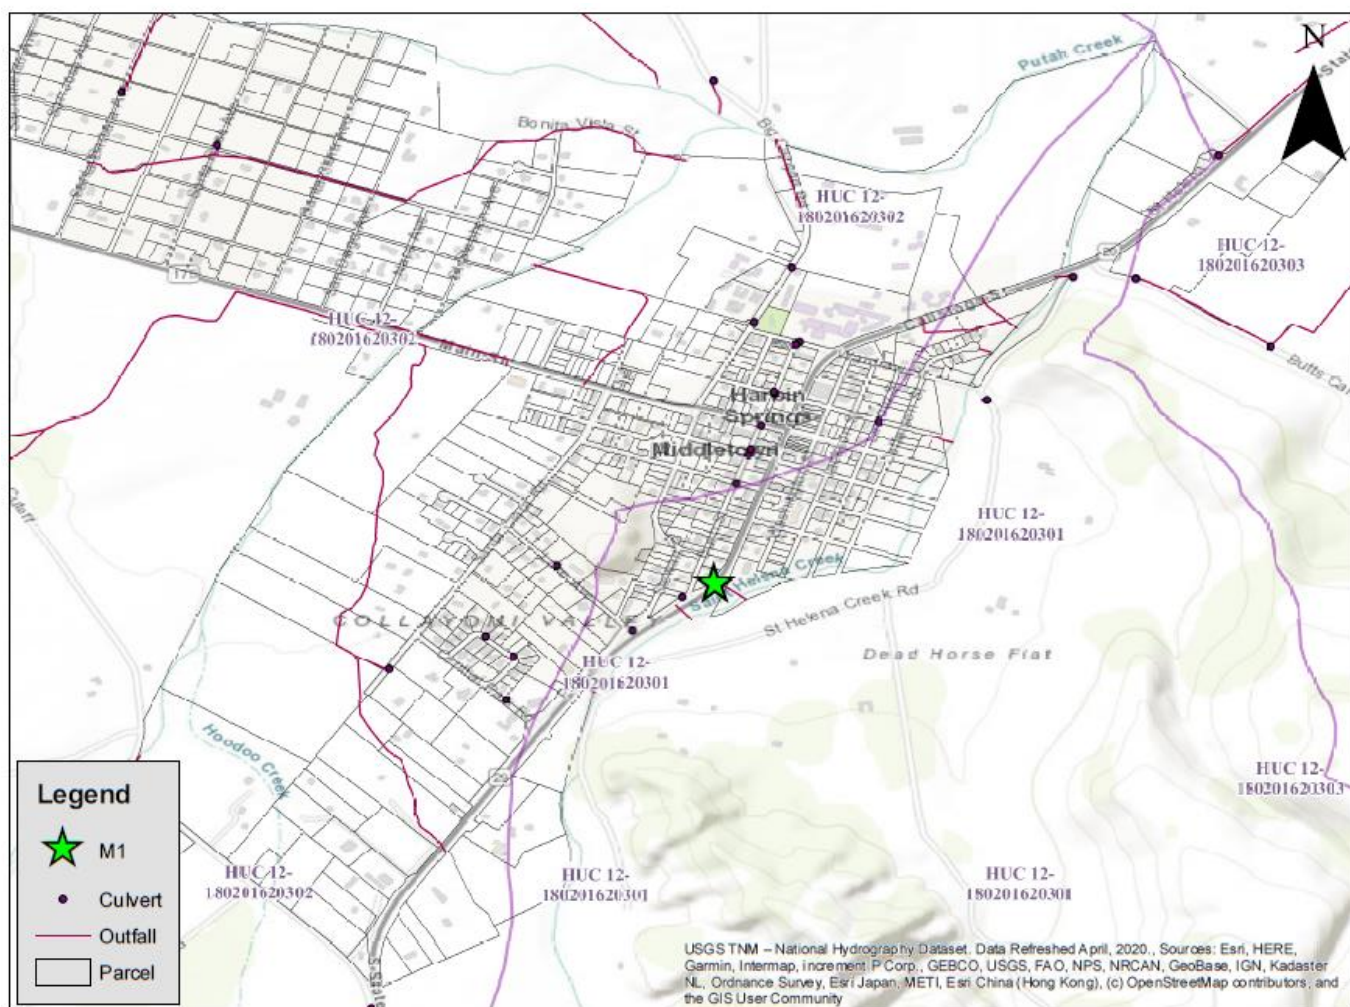 N
Putah Creek
Bonita Vista St
HUC 12-
180201620302
HUC 12-
180201620303
29
175
Calistoga St
HUC 12-
180201620302
Main St
Butts Can
Harbin
Springs
Middletown
HUC 12-
180201620301
Saint Helena Creek
St Helena Creek Rd
COLLAYOMI VALLEY
Dead Horse Flat
HUC 12-
180201620301
Hoodoo Creek
29
HUC 12-
180201620303
Legend
M1
Culvert
Outfall
Parcel
HUC 12-
180201620302
HUC 12-
180201620301
HUC 12-
180201620301
USGS TNM – National Hydrography Dataset. Data Refreshed April, 2020., Sources: Esri, HERE,
Garmin, Intermap, increment P Corp., GEBCO, USGS, FAO, NPS, NRCAN, GeoBase, IGN, Kadaster
NL, Ordnance Survey, Esri Japan, METI, Esri China (Hong Kong), (c) OpenStreetMap contributors, and
the GIS User Community